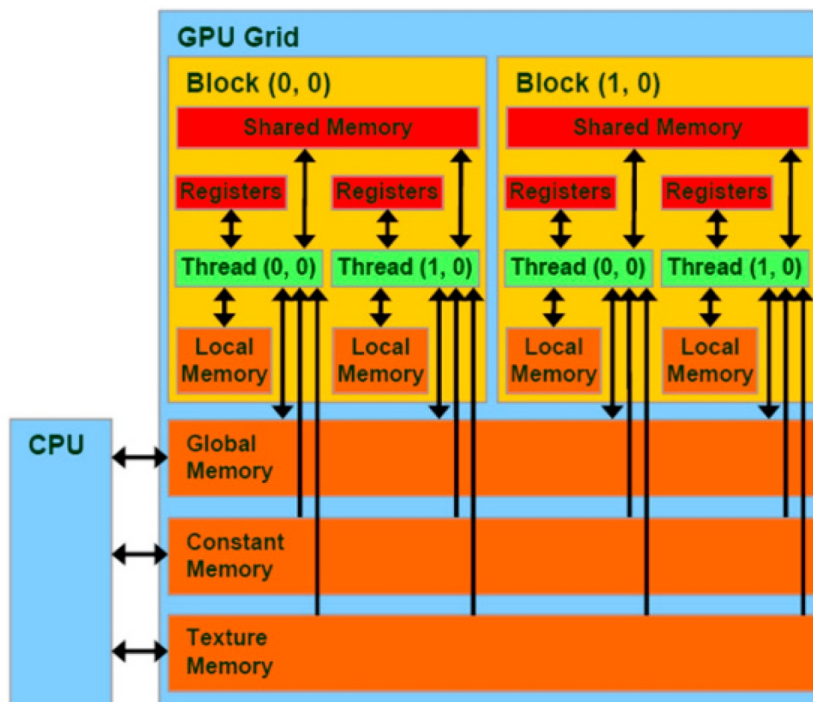 GPU Grid
Block (0, 0)
Block (1, 0)
Shared Memory
Shared Memory
Registers
Registers
Registers
Registers
Thread (0, 0)
Thread (1, 0)
Thread (0, 0)
Thread (1, 0)
Local
Memory
Local
Memory
Local
Memory
Local
Memory
CPU
Global
Memory
Constant
Memory
Texture
Memory